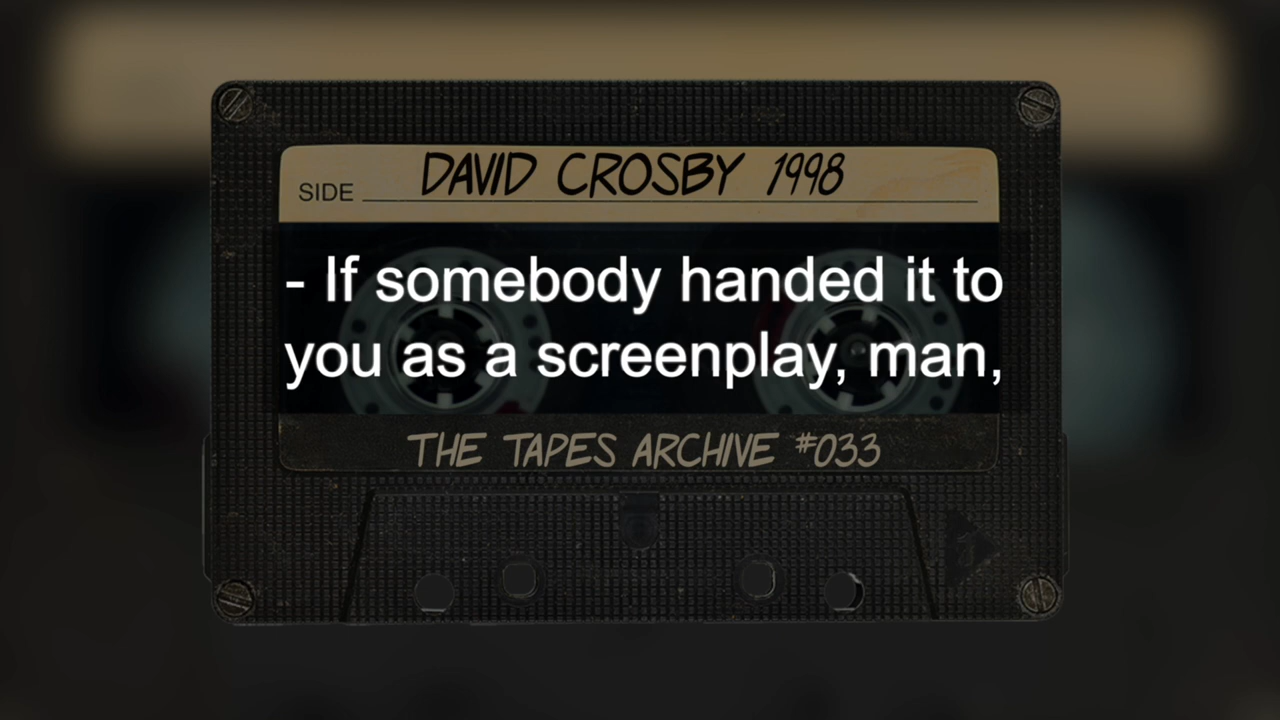 DAVID CROSBY 1998
SIDE
- If somebody handed it to
you as a screenplay, man,
THE TAPES ARCHIVE #033